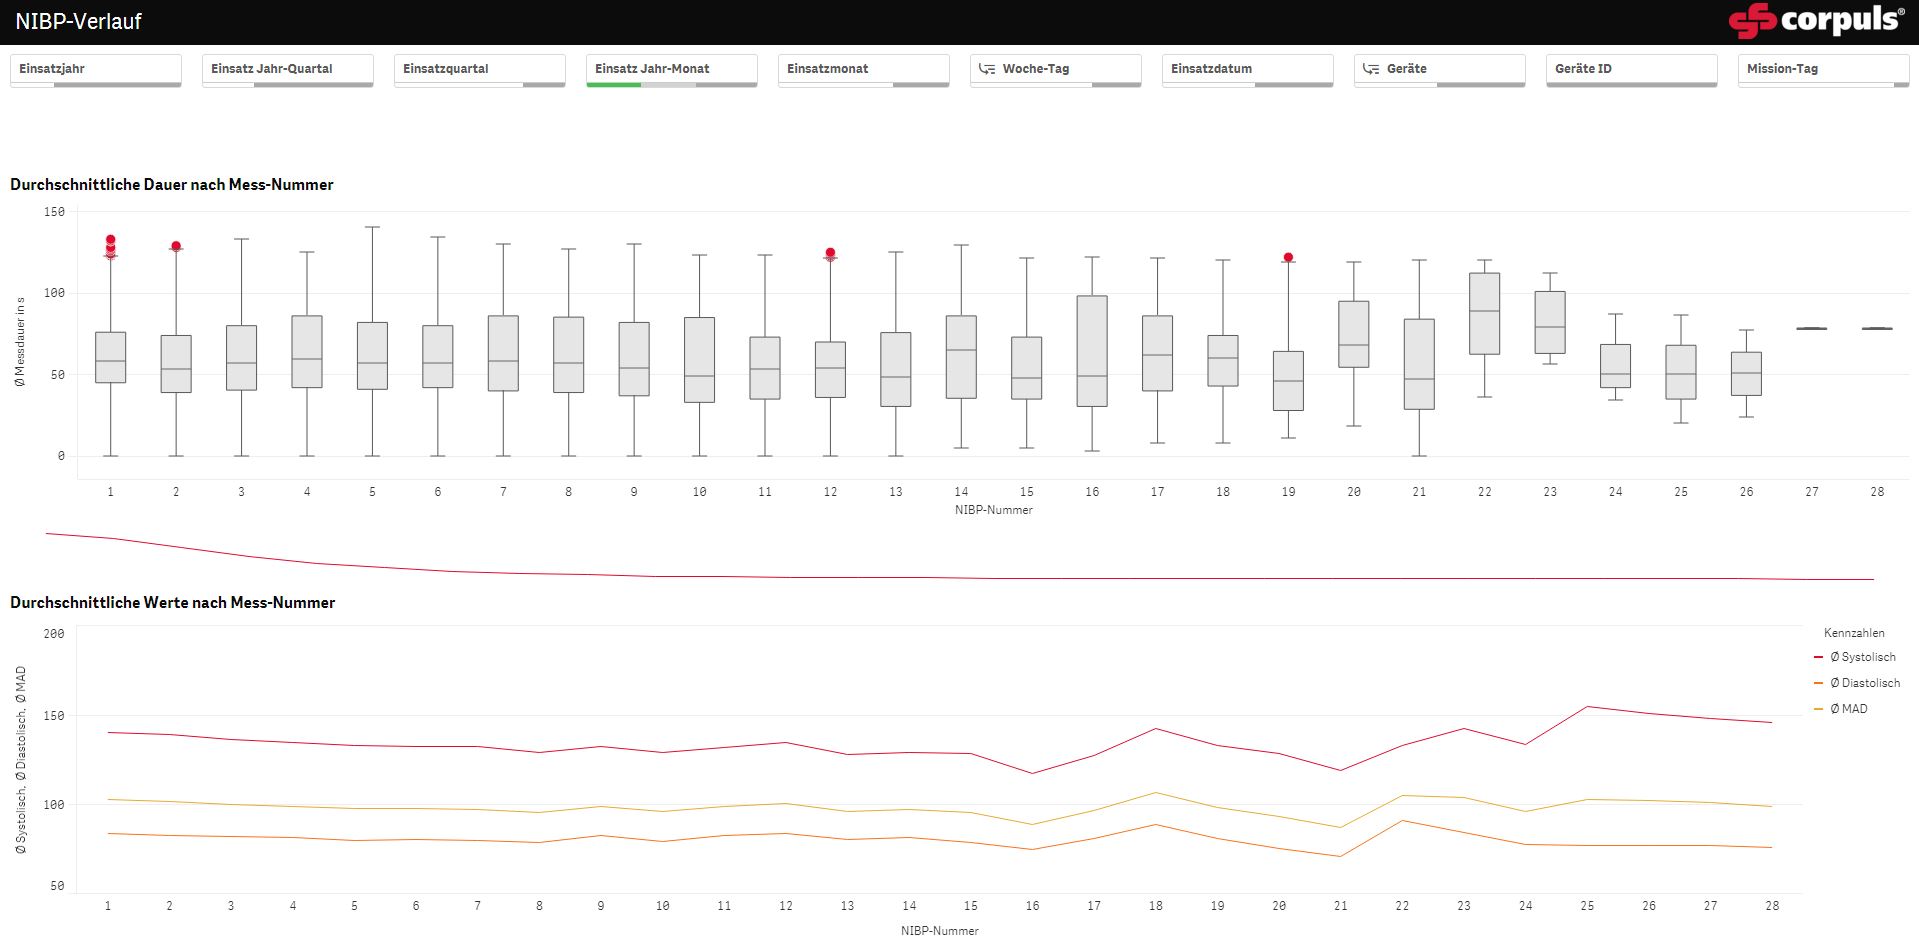 NIBP-Verlauf
corpuls®
Einsatzjahr
Einsatz Jahr-Quartal
Einsatzquartal
Einsatz Jahr-Monat
Einsatzmonat
Woche-Tag
Einsatzdatum
Geräte
Geräte ID
Mission-Tag
Durchschnittliche Dauer nach Mess-Nummer
Ø Messdauer in s
150
100
50
0
1 2 3 4 5 6 7 8 9 10 11 12 13 14 15 16 17 18 19 20 21 22 23 24 25 26 27 28
NIBP-Nummer
Durchschnittliche Werte nach Mess-Nummer
Ø Systolisch, Ø Diastolisch, Ø MAD
200
150
100
50
1 2 3 4 5 6 7 8 9 10 11 12 13 14 15 16 17 18 19 20 21 22 23 24 25 26 27 28
NIBP-Nummer
Kennzahlen
Ø Systolisch
Ø Diastolisch
Ø MAD